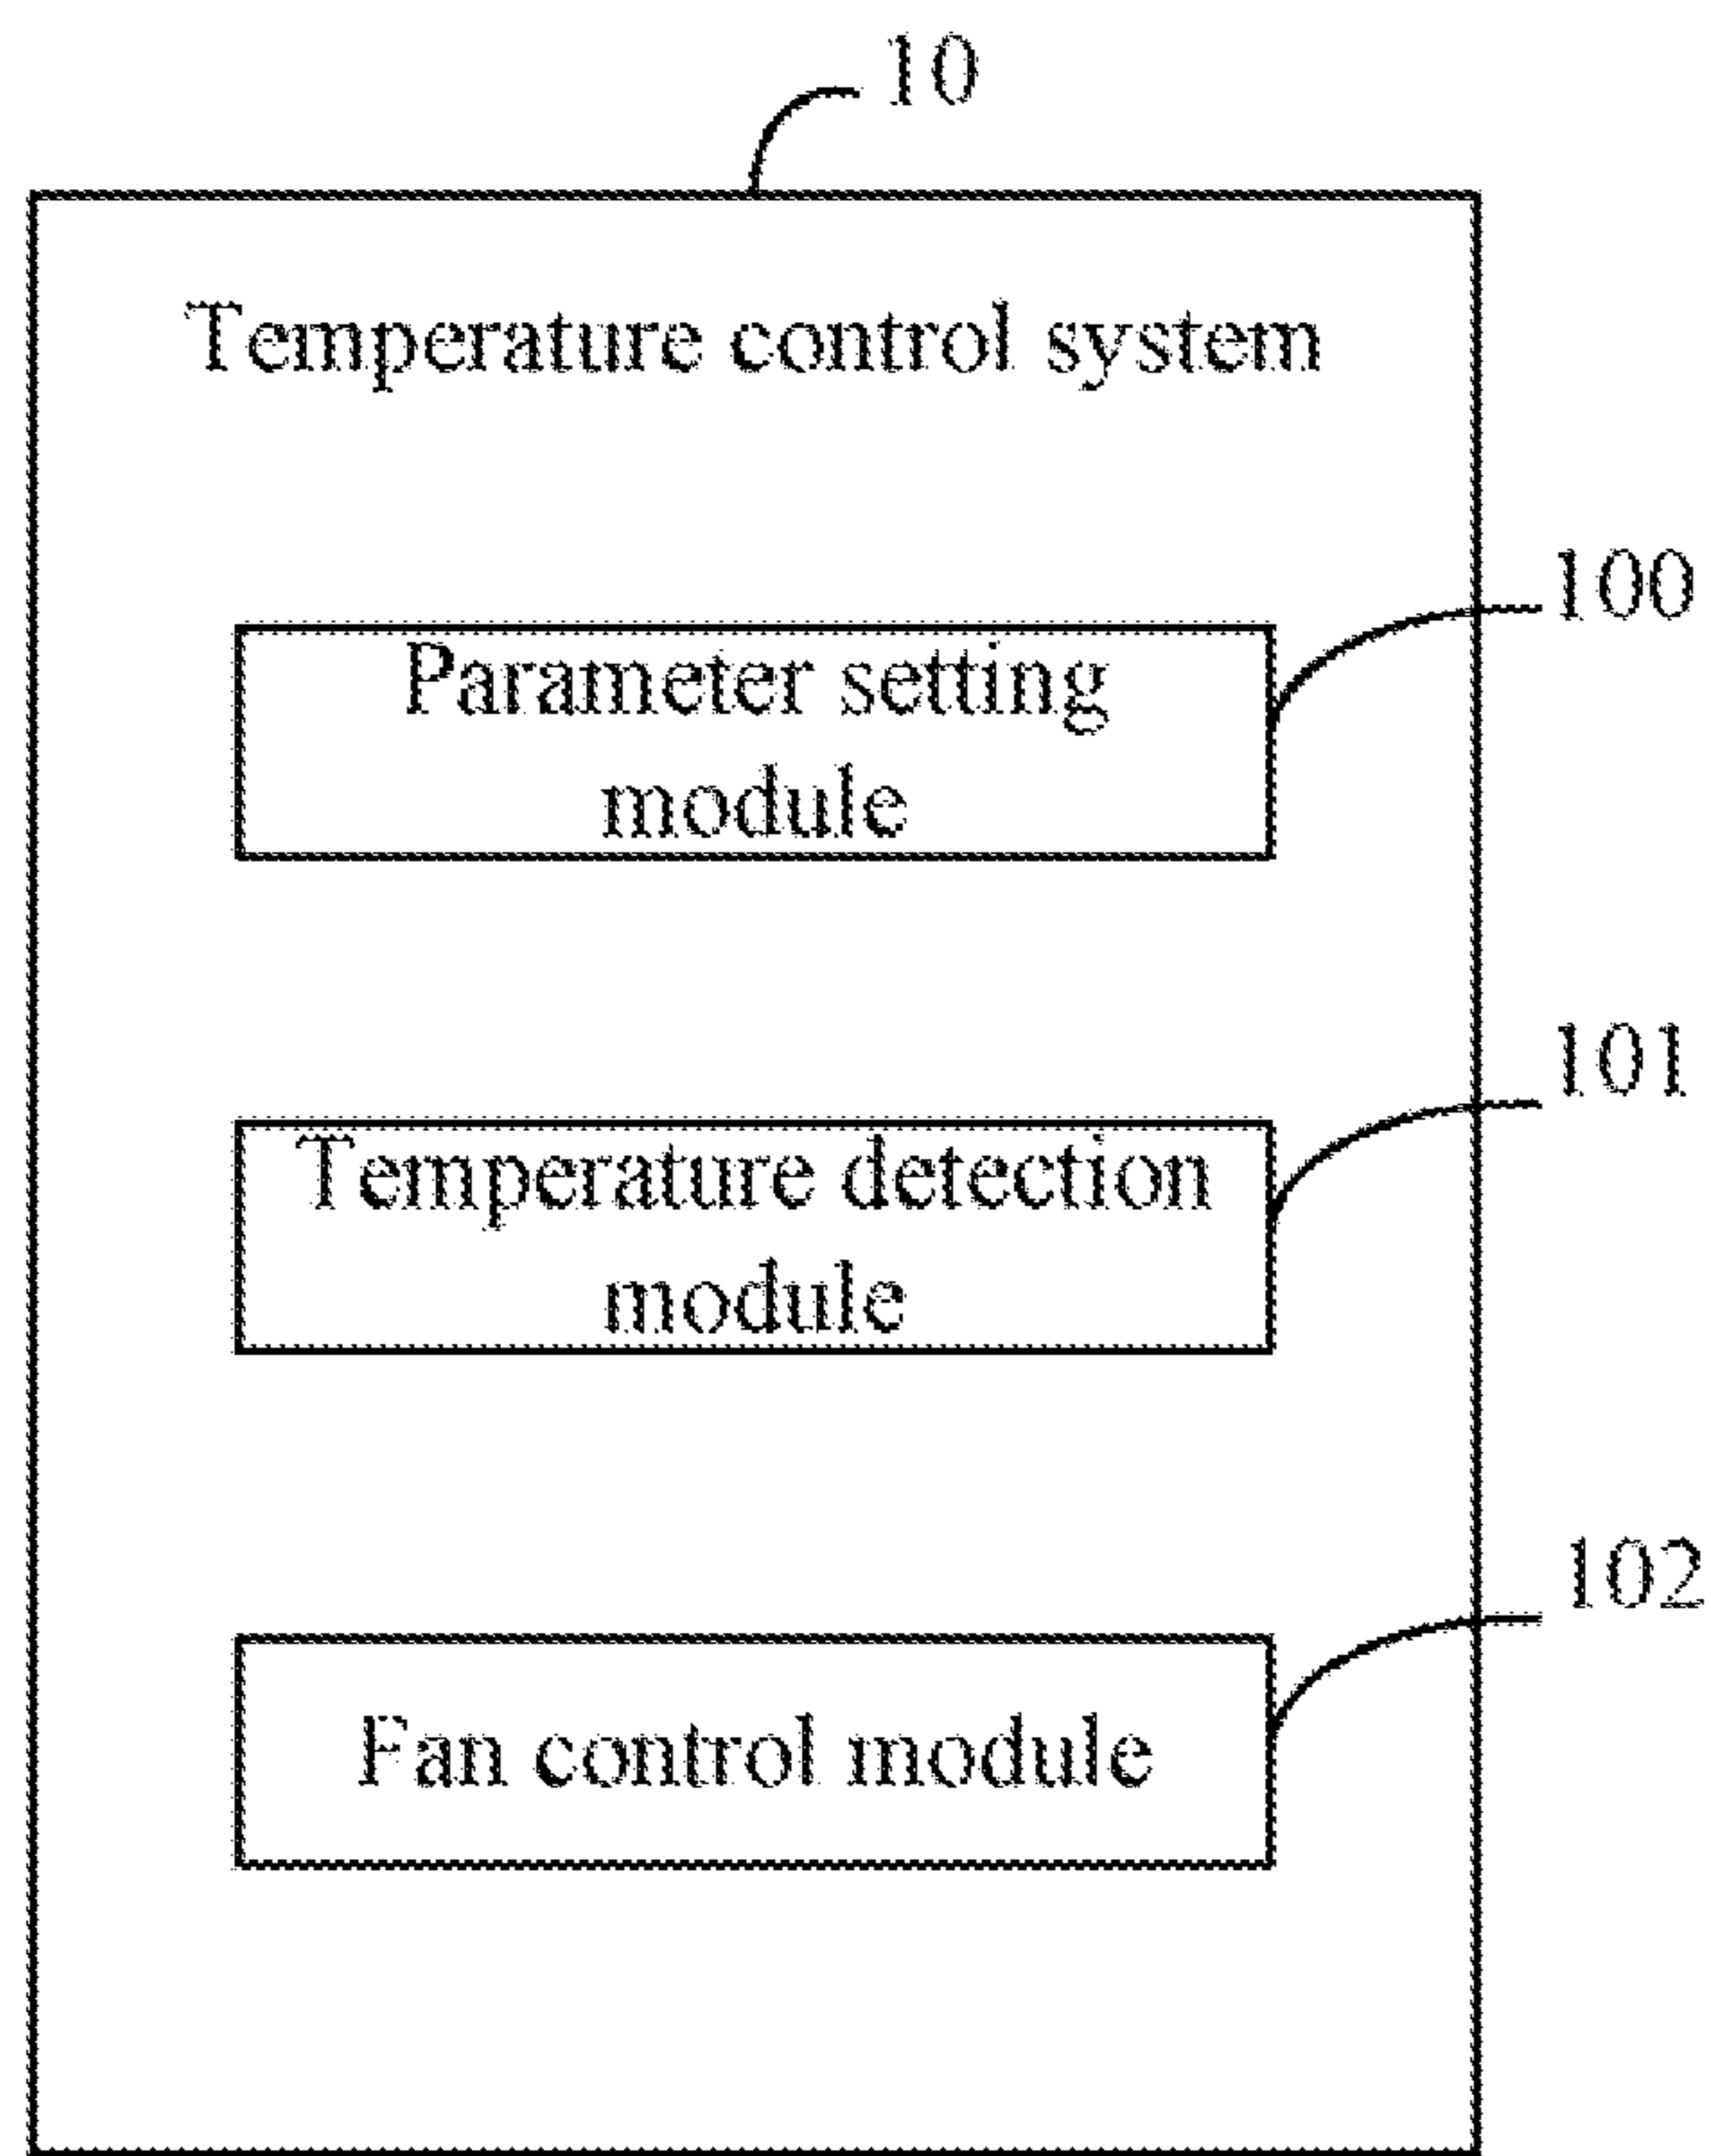 10
Temperature control system
100
Parameter setting
module
101
Temperature detection
module
102
Fan control module